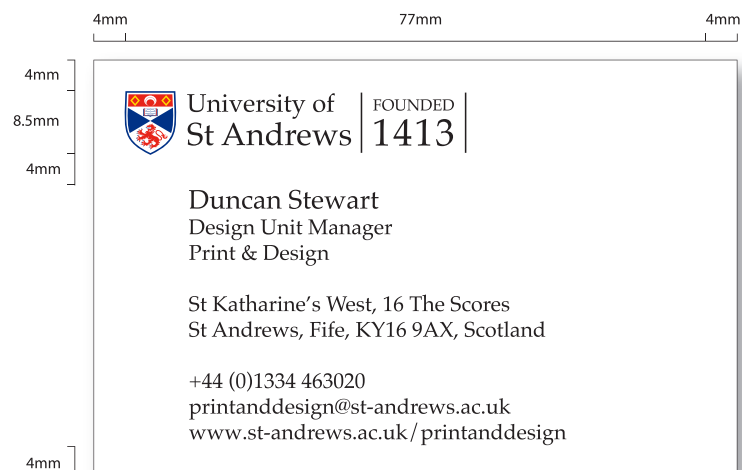 4mm 77mm 4mm
4mm
8.5mm
4mm
University of
St Andrews
FOUNDED
1413
Duncan Stewart
Design Unit Manager
Print & Design
St Katharine’s West, 16 The Scores
St Andrews, Fife, KY16 9AX, Scotland
+44 (0)1334 463020
printanddesign@st-andrews.ac.uk
www.st-andrews.ac.uk/printanddesign
4mm